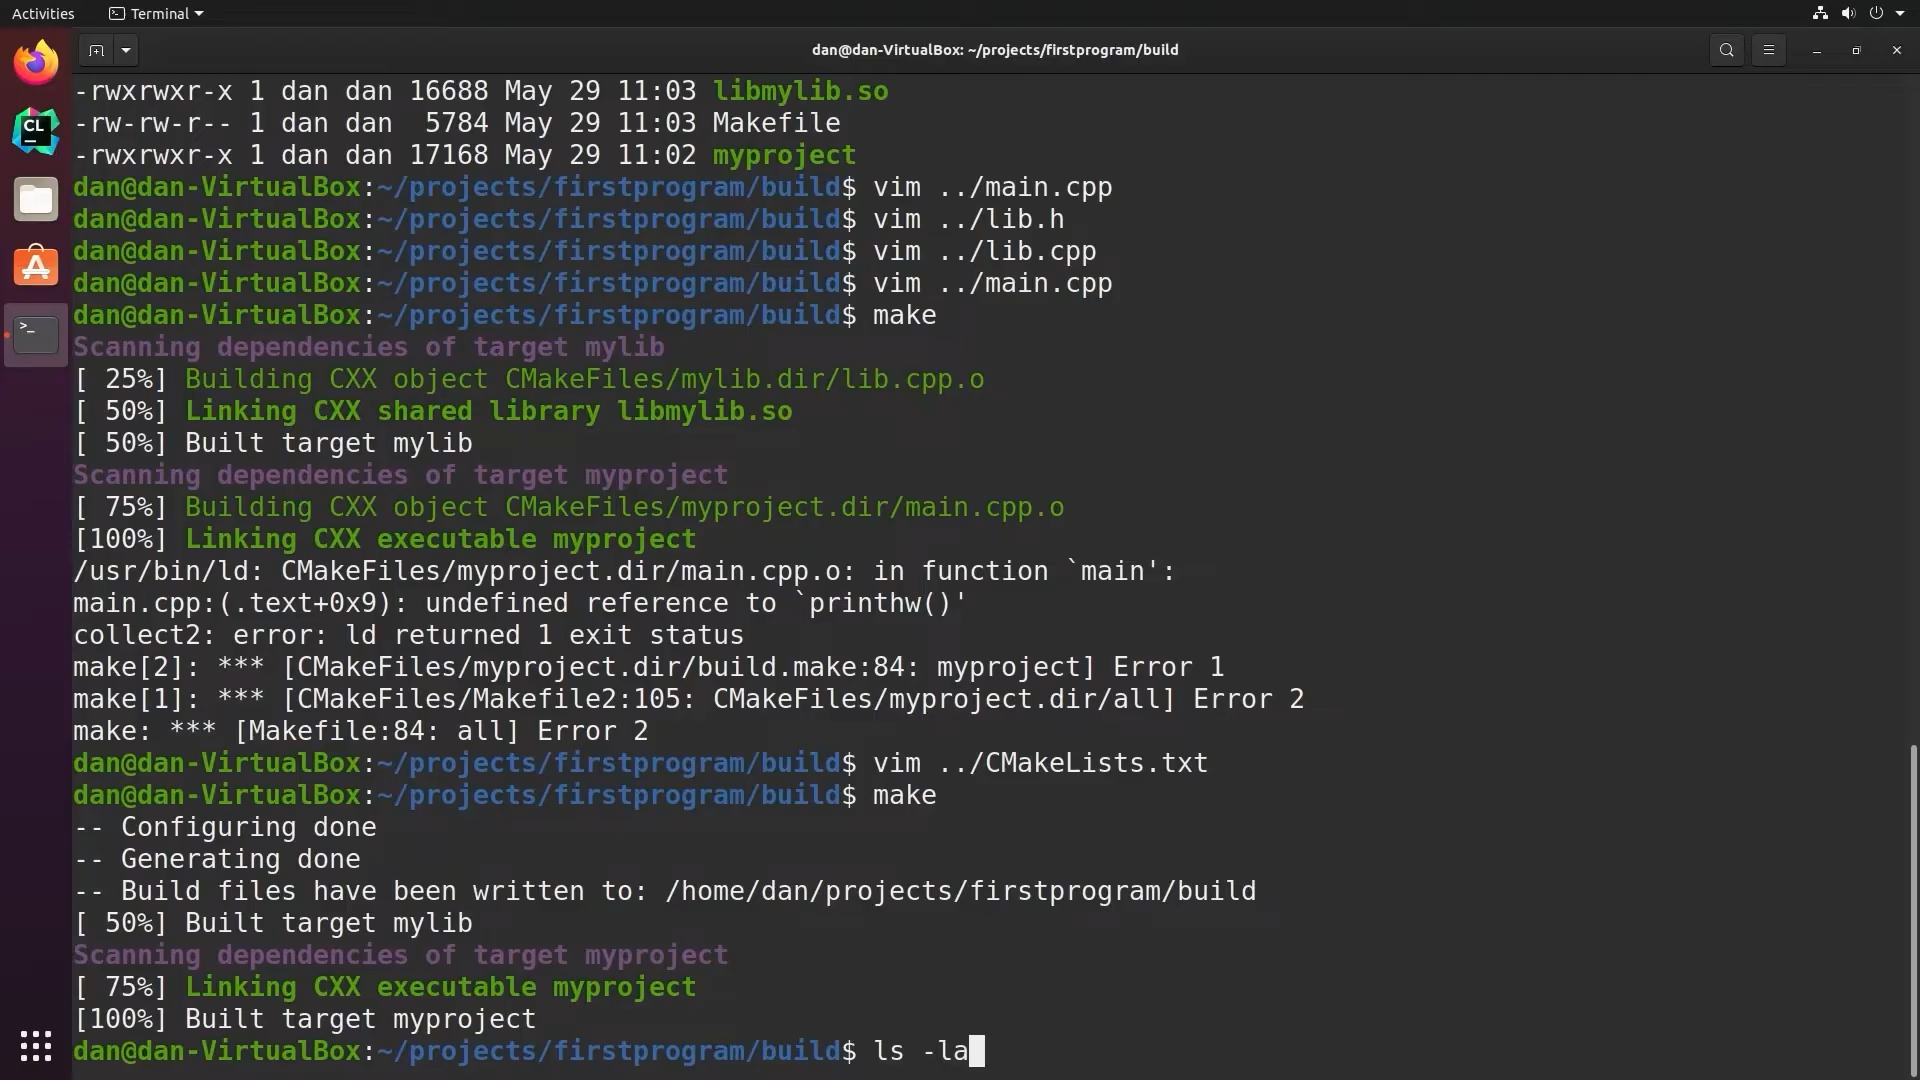 Activities
Terminal
dan@dan-VirtualBox: ~/projects/firstprogram/build
CL
-rwxrwxr-x 1 dan dan 16688 May 29 11:03 libmylib.so
-rw-rw-r-- 1 dan dan  5784 May 29 11:03 Makefile
-rwxrwxr-x 1 dan dan 17168 May 29 11:02 myproject
dan@dan-VirtualBox:~/projects/firstprogram/build$ vim ../main.cpp
dan@dan-VirtualBox:~/projects/firstprogram/build$ vim ../lib.h
dan@dan-VirtualBox:~/projects/firstprogram/build$ vim ../lib.cpp
dan@dan-VirtualBox:~/projects/firstprogram/build$ vim ../main.cpp
dan@dan-VirtualBox:~/projects/firstprogram/build$ make
Scanning dependencies of target mylib
[ 25%] Building CXX object CMakeFiles/mylib.dir/lib.cpp.o
[ 50%] Linking CXX shared library libmylib.so
[ 50%] Built target mylib
Scanning dependencies of target myproject
[ 75%] Building CXX object CMakeFiles/myproject.dir/main.cpp.o
[100%] Linking CXX executable myproject
/usr/bin/ld: CMakeFiles/myproject.dir/main.cpp.o: in function `main':
main.cpp:(.text+0x9): undefined reference to `printhw()'
collect2: error: ld returned 1 exit status
make[2]: *** [CMakeFiles/myproject.dir/build.make:84: myproject] Error 1
make[1]: *** [CMakeFiles/Makefile2:105: CMakeFiles/myproject.dir/all] Error 2
make: *** [Makefile:84: all] Error 2
dan@dan-VirtualBox:~/projects/firstprogram/build$ vim ../CMakeLists.txt
dan@dan-VirtualBox:~/projects/firstprogram/build$ make
-- Configuring done
-- Generating done
-- Build files have been written to: /home/dan/projects/firstprogram/build
[ 50%] Built target mylib
Scanning dependencies of target myproject
[ 75%] Linking CXX executable myproject
[100%] Built target myproject
dan@dan-VirtualBox:~/projects/firstprogram/build$ ls -la